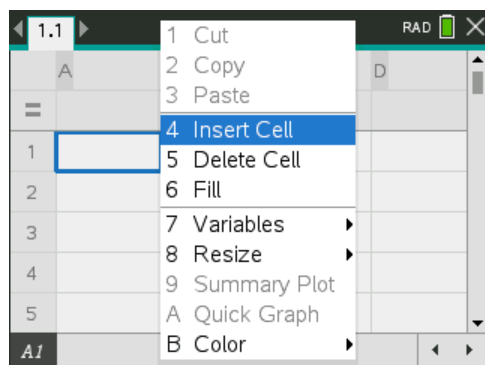 1.1 RAD
A D
=
1 Cut
2 Copy
3 Paste
4 Insert Cell
5 Delete Cell
6 Fill
7 Variables
8 Resize
9 Summary Plot
A Quick Graph
B Color
1
2
3
4
5
A1